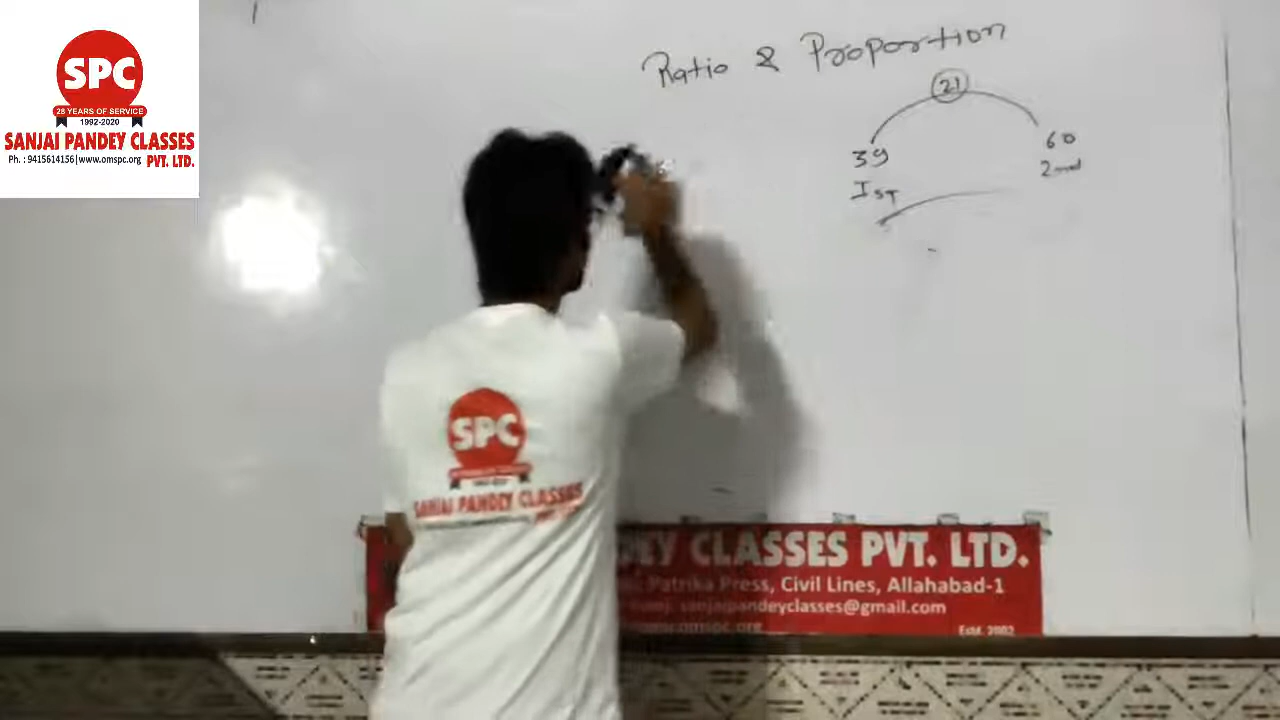 SPC
28 YEARS OF SERVICE
1992-2020
SANJAI PANDEY CLASSES
PVT. LTD.
Ph. : 9415614156|www.omspc.org
Ratio & Proportion
21
39
60
IST
2nd
SPC
SANJAI PANDEY CLASSES
DEY CLASSES PVT. LTD.
Patrika Press, Civil Lines, Allahabad-1
sanjaipandeyclasses@gmail.com
Estd. 2002